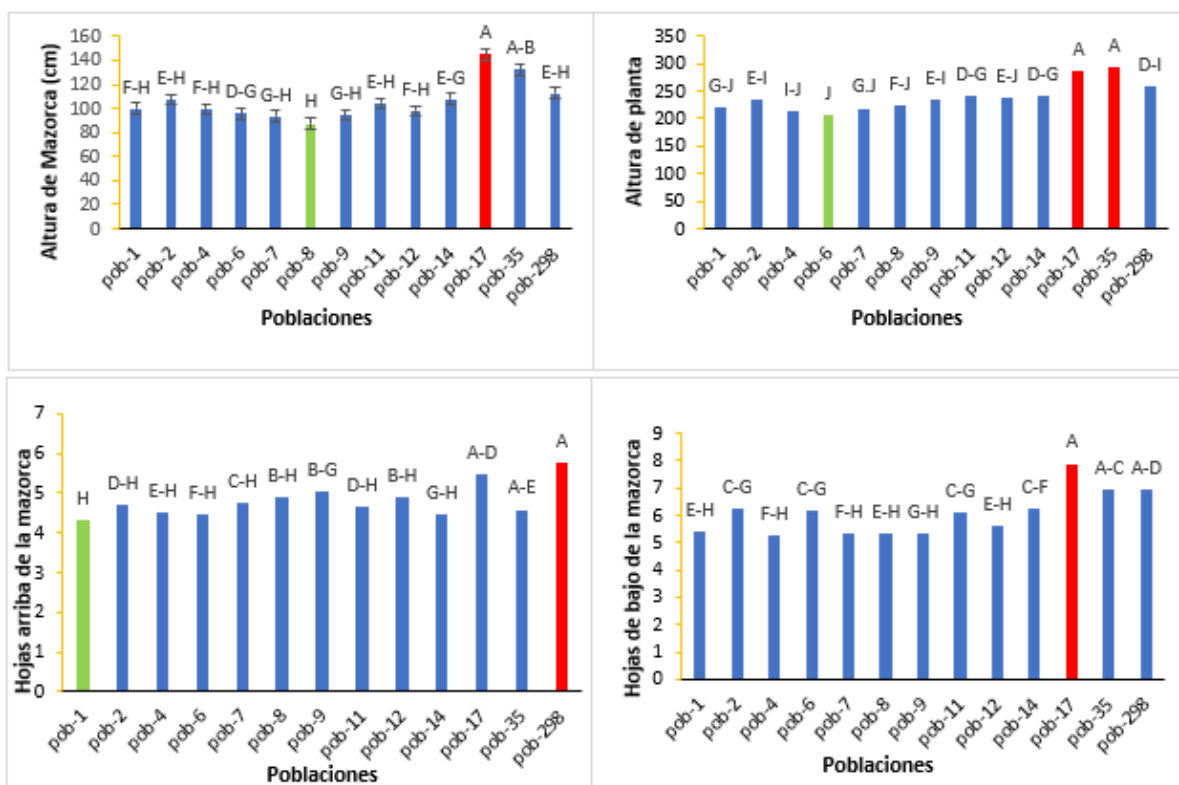 Altura de Mazorca (cm)
160
140
120
100
80
60
40
20
0
F-H
E-H
F-H
D-G
G-H
H
G-H
E-H
F-H
E-G
A
A-B
E-H
pob-1
pob-2
pob-4
pob-6
pob-7
pob-8
pob-9
pob-11
pob-12
pob-14
pob-17
pob-35
pob-298
Poblaciones
Altura de planta
350
300
250
200
150
100
50
0
G-J
E-I
I-J
J
G.J
F-J
E-I
D-G
E-J
D-G
A
A
D-I
pob-1
pob-2
pob-4
pob-6
pob-7
pob-8
pob-9
pob-11
pob-12
pob-14
pob-17
pob-35
pob-298
Poblaciones
Hojas arriba de la mazorca
7
6
5
4
3
2
1
0
H
D-H
E-H
F-H
C-H
B-H
B-G
D-H
B-H
G-H
A-D
A-E
A
pob-1
pob-2
pob-4
pob-6
pob-7
pob-8
pob-9
pob-11
pob-12
pob-14
pob-17
pob-35
pob-298
Poblaciones
Hojas de bajo de la mazorca
9
8
7
6
5
4
3
2
1
0
E-H
C-G
F-H
C-G
F-H
E-H
G-H
C-G
E-H
C-F
A
A-C
A-D
pob-1
pob-2
pob-4
pob-6
pob-7
pob-8
pob-9
pob-11
pob-12
pob-14
pob-17
pob-35
pob-298
Poblaciones